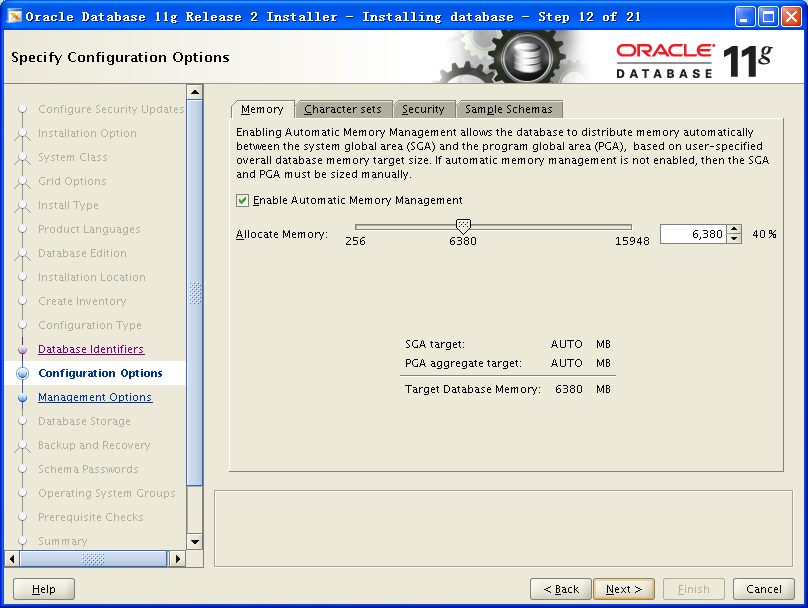 Oracle Database 11g Release 2 Installer - Installing database - Step 12 of 21
Specify Configuration Options
ORACLE
DATABASE
11g
Configure Security Updates
Installation Option
System Class
Grid Options
Install Type
Product Languages
Database Edition
Installation Location
Create Inventory
Configuration Type
Database Identifiers
Configuration Options
Management Options
Database Storage
Backup and Recovery
Schema Passwords
Operating System Groups
Prerequisite Checks
Summary
Memory
Character sets
Security
Sample Schemas
Enabling Automatic Memory Management allows the database to distribute memory automatically
between the system global area (SGA) and the program global area (PGA), based on user-specified
overall database memory target size. If automatic memory management is not enabled, then the SGA
and PGA must be sized manually.
Enable Automatic Memory Management
Allocate Memory:
256
6380
15948
6,380
40 %
SGA target: AUTO MB
PGA aggregate target: AUTO MB
Target Database Memory: 6380 MB
Help
< Back
Next >
Finish
Cancel